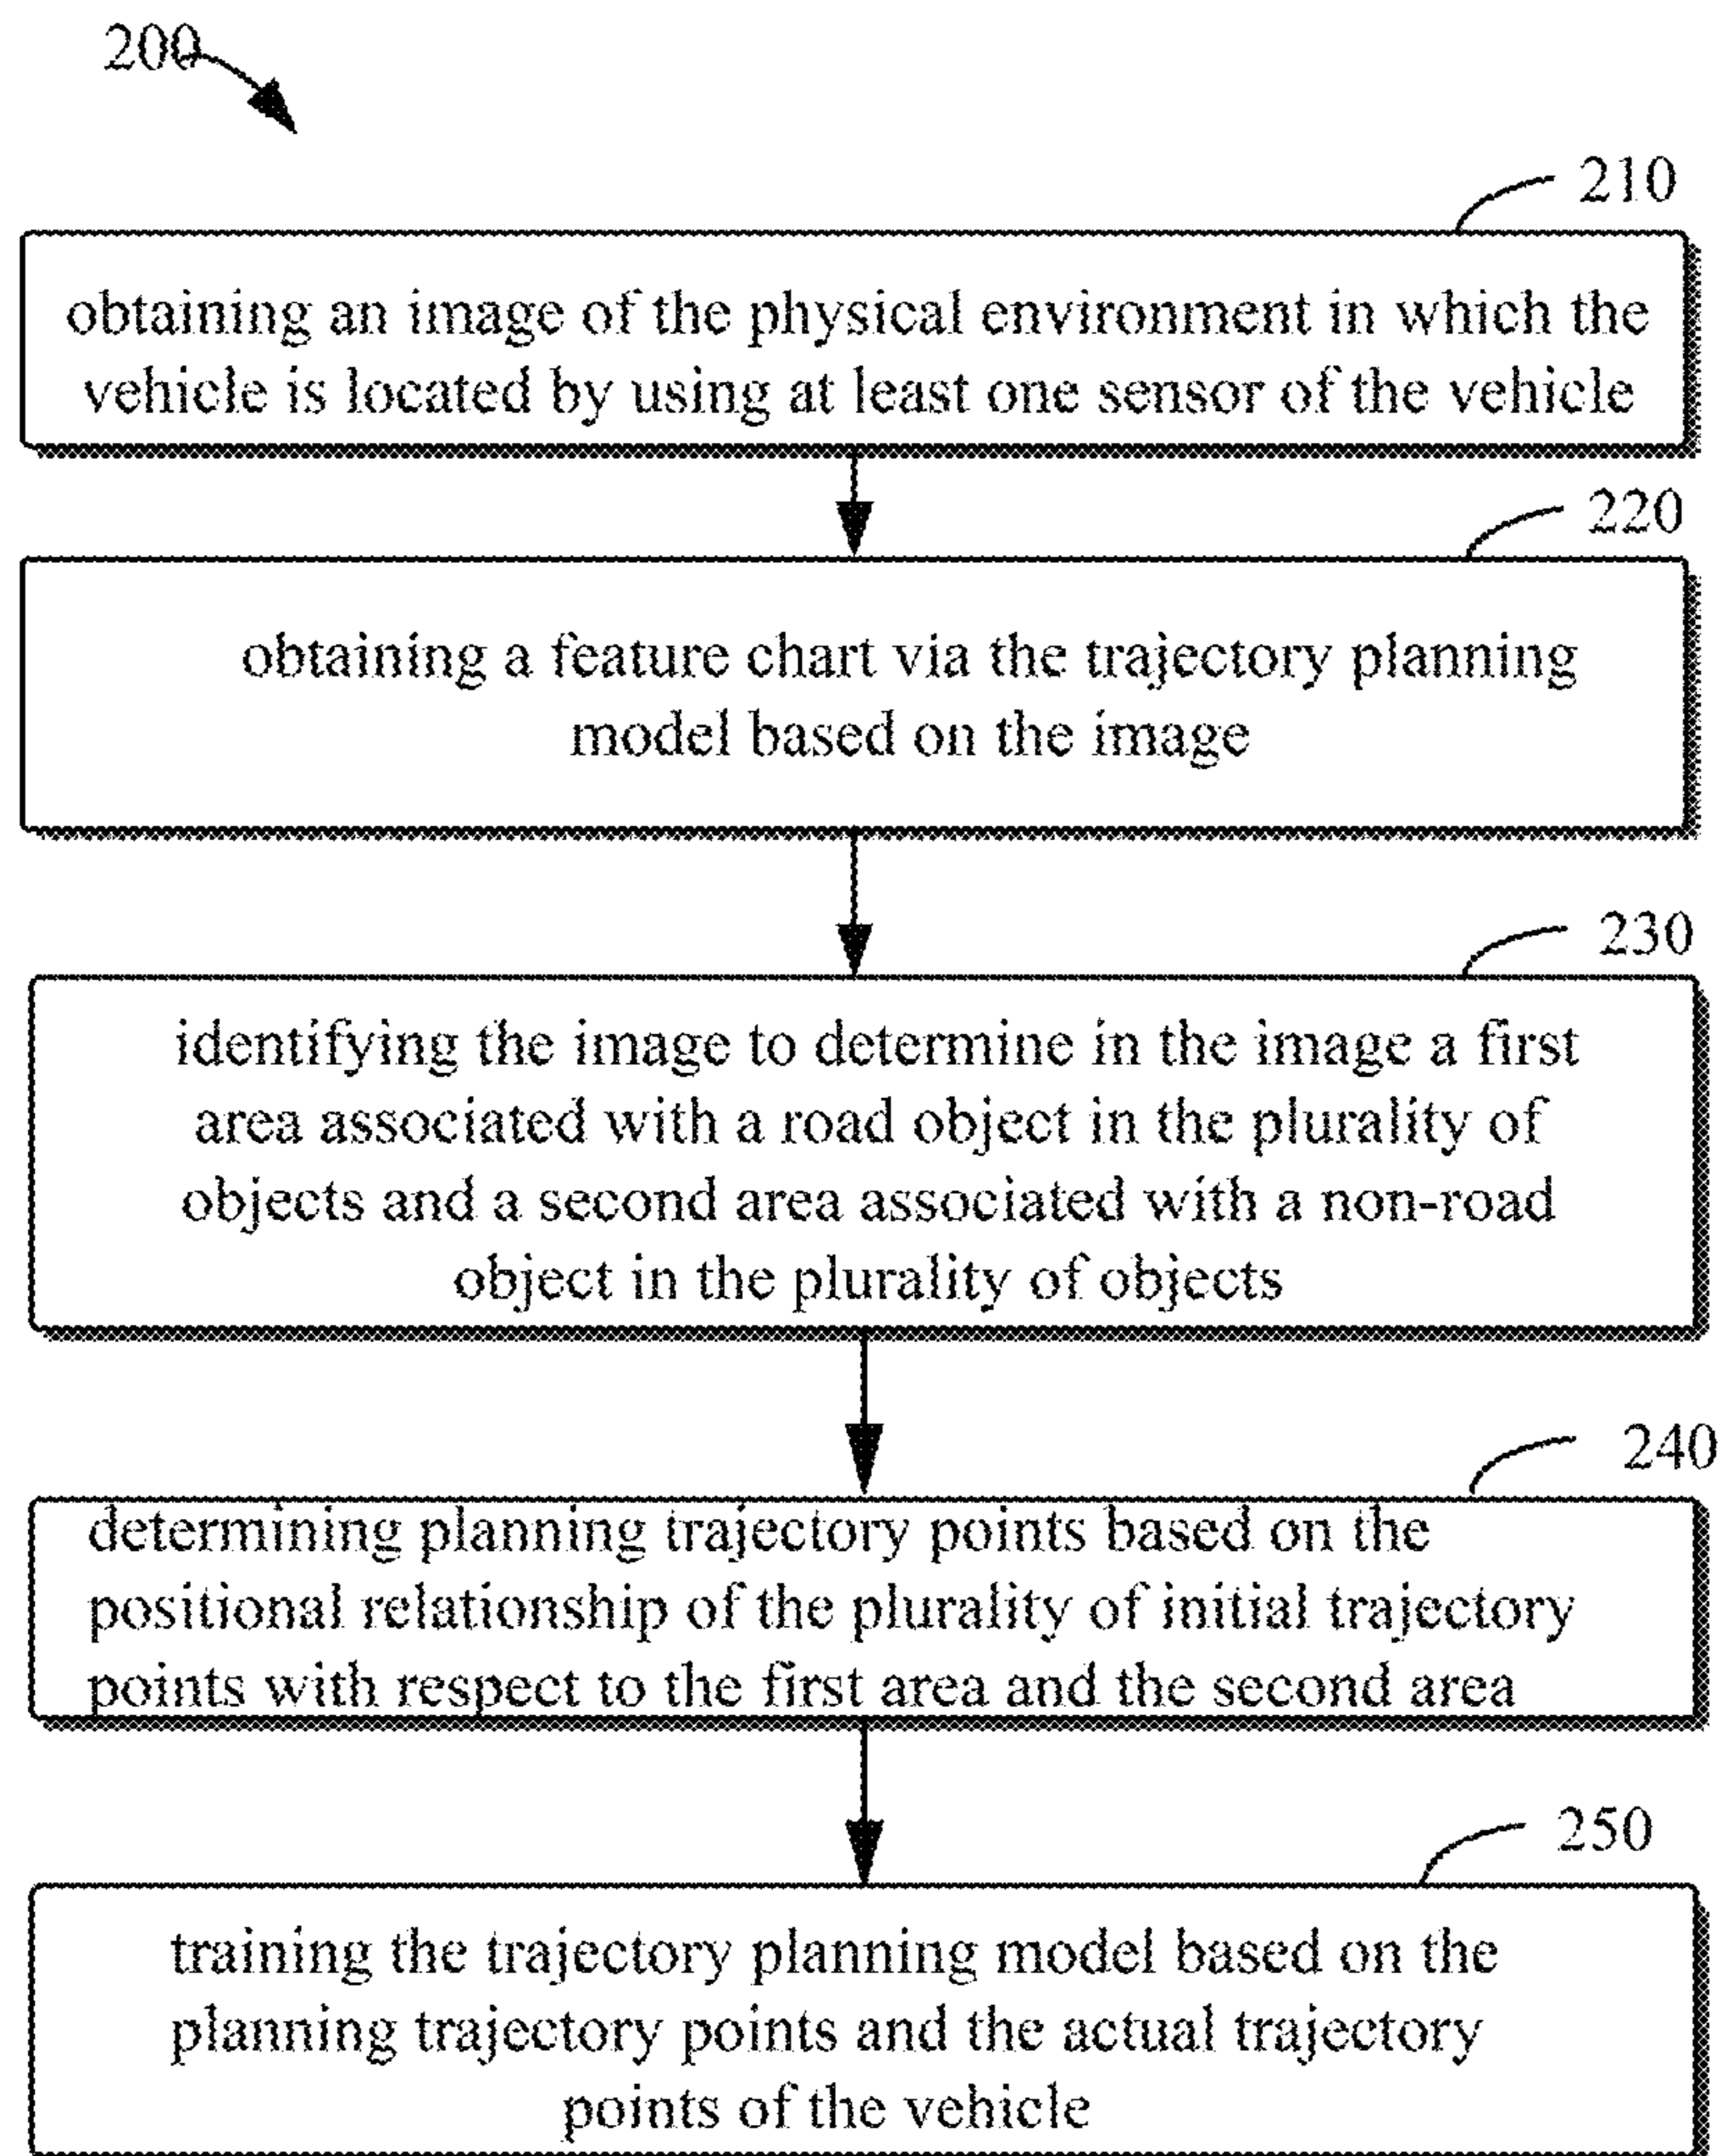 200
210
obtaining an image of the physical environment in which the
vehicle is located by using at least one sensor of the vehicle
220
obtaining a feature chart via the trajectory planning
model based on the image
230
identifying the image to determine in the image a first
area associated with a road object in the plurality of
objects and a second area associated with a non-road
object in the plurality of objects
240
determining planning trajectory points based on the
positional relationship of the plurality of initial trajectory
points with respect to the first area and the second area
250
training the trajectory planning model based on the
planning trajectory points and the actual trajectory
points of the vehicle